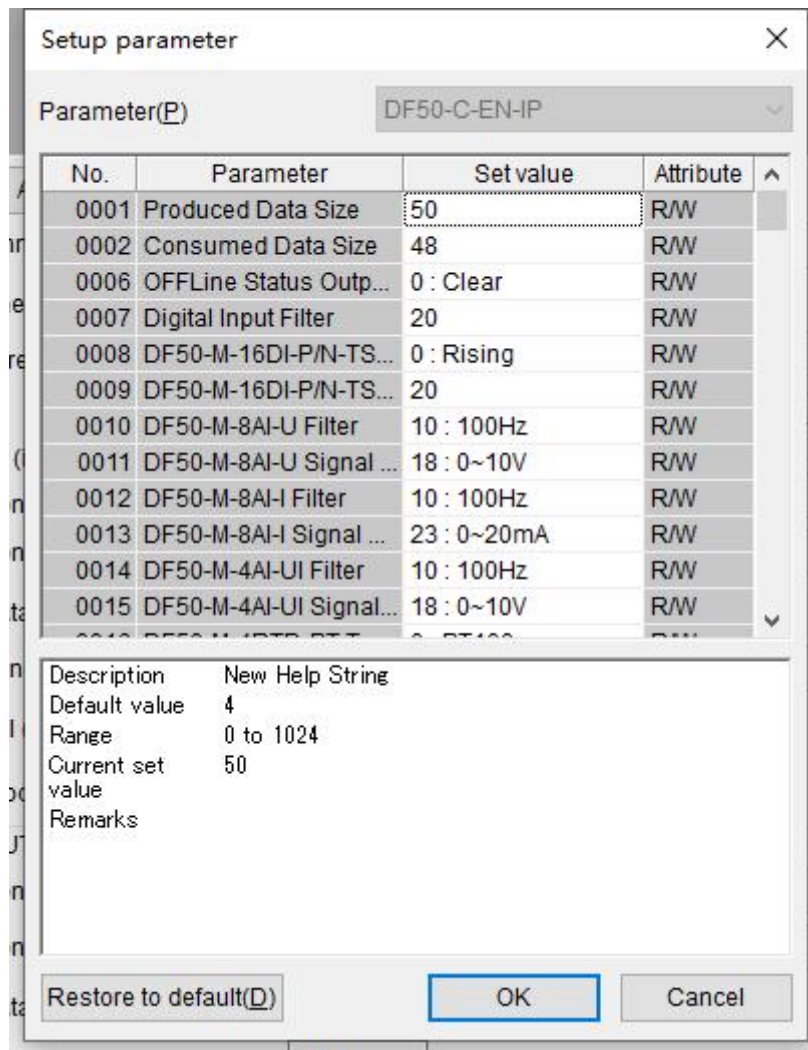 Setup parameter
Parameter(P) DF50-C-EN-IP
No. Parameter Set value Attribute
0001 Produced Data Size 50 R/W
0002 Consumed Data Size 48 R/W
0006 OFFLine Status Outp... 0 : Clear R/W
0007 Digital Input Filter 20 R/W
0008 DF50-M-16DI-P/N-TS... 0 : Rising R/W
0009 DF50-M-16DI-P/N-TS... 20 R/W
0010 DF50-M-8AI-U Filter 10 : 100Hz R/W
0011 DF50-M-8AI-U Signal ... 18 : 0~10V R/W
0012 DF50-M-8AI-I Filter 10 : 100Hz R/W
0013 DF50-M-8AI-I Signal ... 23 : 0~20mA R/W
0014 DF50-M-4AI-UI Filter 10 : 100Hz R/W
0015 DF50-M-4AI-UI Signal... 18 : 0~10V R/W
Description New Help String
Default value 4
Range 0 to 1024
Current set 50
value
Remarks
Restore to default(D) OK Cancel